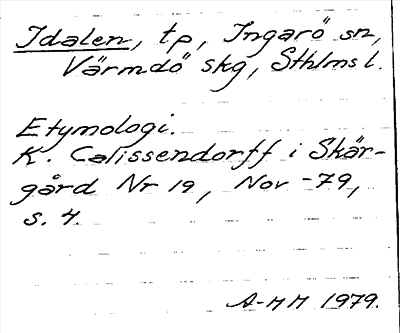 Idalen, tp, Ingarö sn,
Värmdö skg, Sthlms l.
Etymologi.
K. Calissendorff i Skär-
gård Nr 19, Nov -79,
s. 4.
A-MM 1979.